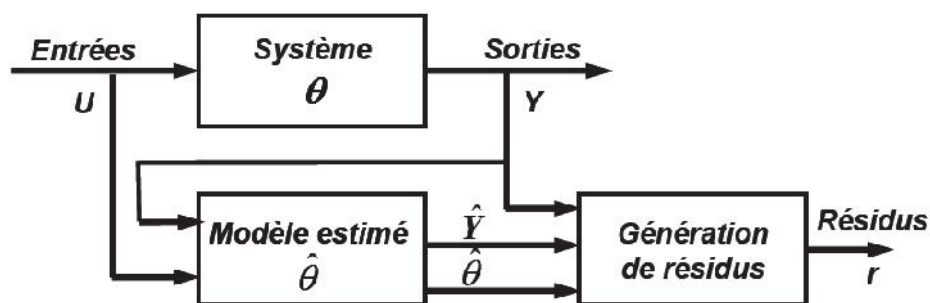 Entrées
U
Système
θ
Sorties
Y
Modèle estimé
θ̂
Ŷ
θ̂
Génération
de résidus
Résidus
r